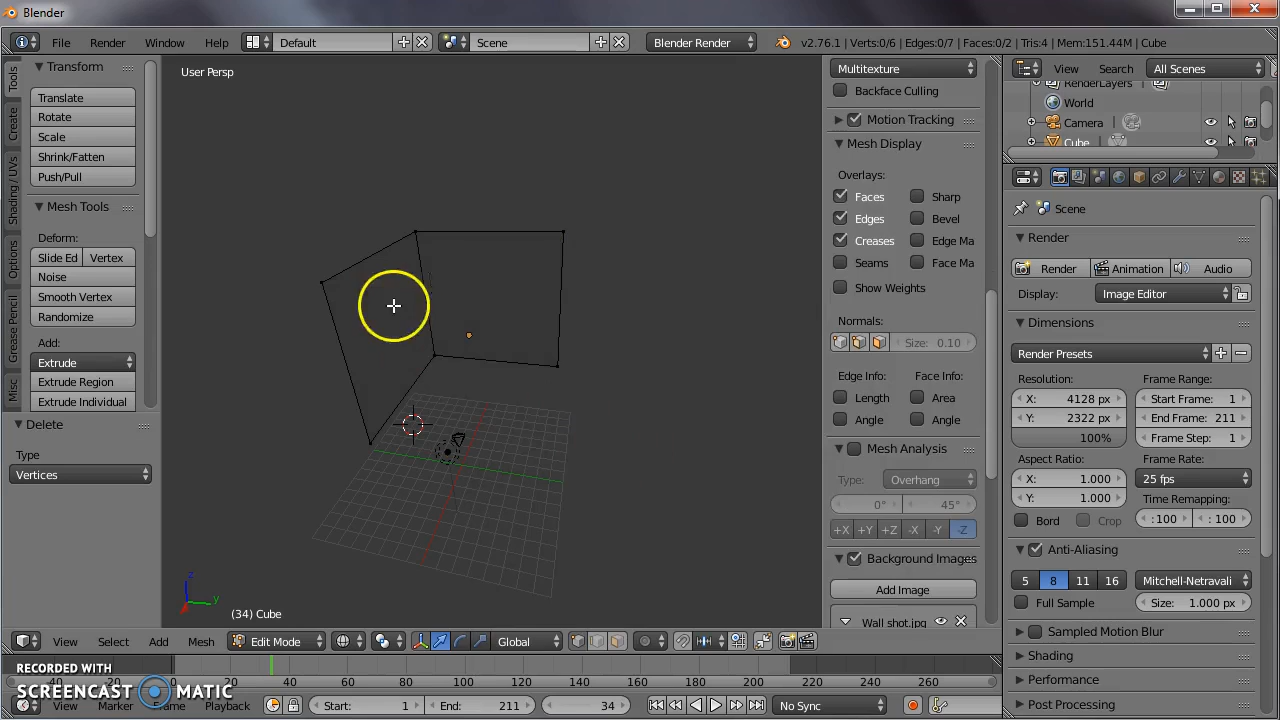 Blender
File Render Window Help Default Scene Blender Render v2.76.1 | Verts:0/6 | Edges:0/7 | Faces:0/2 | Tris:4 | Mem:151.44M | Cube
Tools
Create
Shading / UVs
Options
Grease Pencil
Misc
Transform
Translate
Rotate
Scale
Shrink/Fatten
Push/Pull
Mesh Tools
Deform:
Slide Ed Vertex
Noise
Smooth Vertex
Randomize
Add:
Extrude
Extrude Region
Extrude Individual
Delete
Type
Vertices
User Persp
z
y
(34) Cube
Multitexture
Backface Culling
Motion Tracking
Mesh Display
Overlays:
Faces Sharp
Edges Bevel
Creases Edge Ma
Seams Face Ma
Show Weights
Normals:
Size: 0.10
Edge Info: Face Info:
Length Area
Angle Angle
Mesh Analysis
Type: Overhang
0° 45°
+X +Y +Z -X -Y -Z
Background Images
Add Image
Wall shot.jpg
View Search All Scenes
RenderLayers
World
Camera
Cube
Scene
Render
Render Animation Audio
Display: Image Editor
Dimensions
Render Presets
Resolution: Frame Range:
X: 4128 px Start Frame: 1
Y: 2322 px End Frame: 211
100% Frame Step: 1
Aspect Ratio: Frame Rate:
X: 1.000 25 fps
Y: 1.000 Time Remapping:
Bord Crop : 100 : 100
Anti-Aliasing
5 8 11 16 Mitchell-Netravali
Full Sample Size: 1.000 px
Sampled Motion Blur
Shading
Performance
Post Processing
View Select Add Mesh Edit Mode Global
RECORDED WITH
SCREENCAST MATIC
-40 -20 0 20 40 60 80 100 120 140 160 180 200 220 240 260
View Marker Frame Playback Start: 1 End: 211 34 No Sync